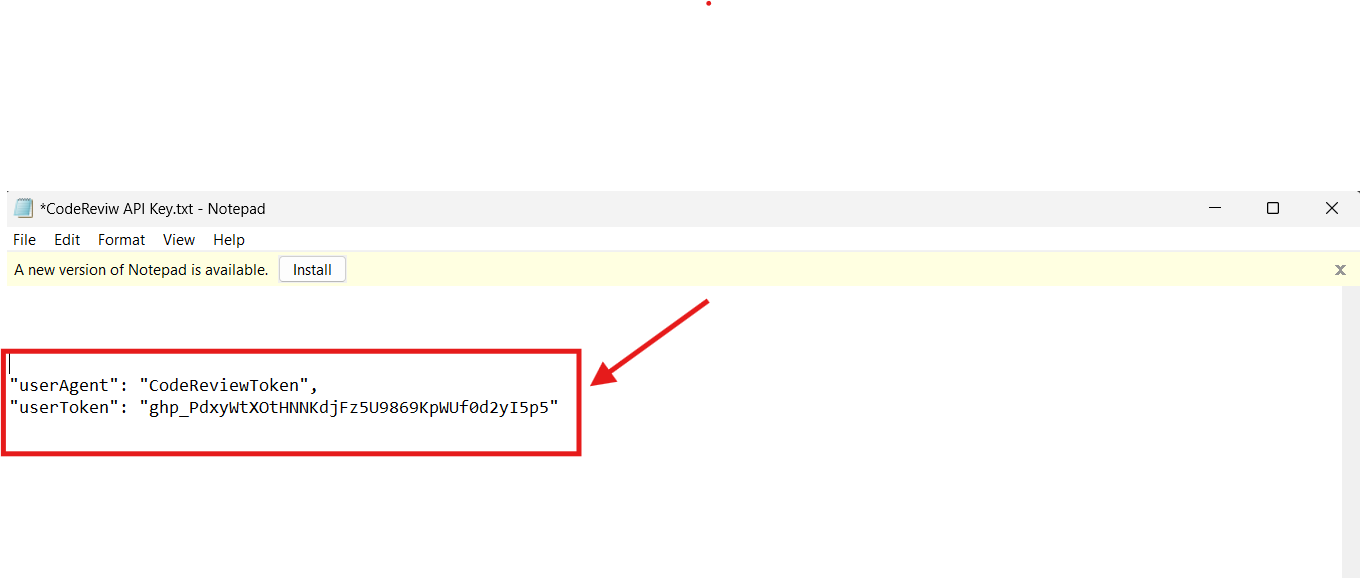 *CodeReviw API Key.txt - Notepad
File Edit Format View Help
A new version of Notepad is available. Install x
"userAgent": "CodeReviewToken",
"userToken": "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"